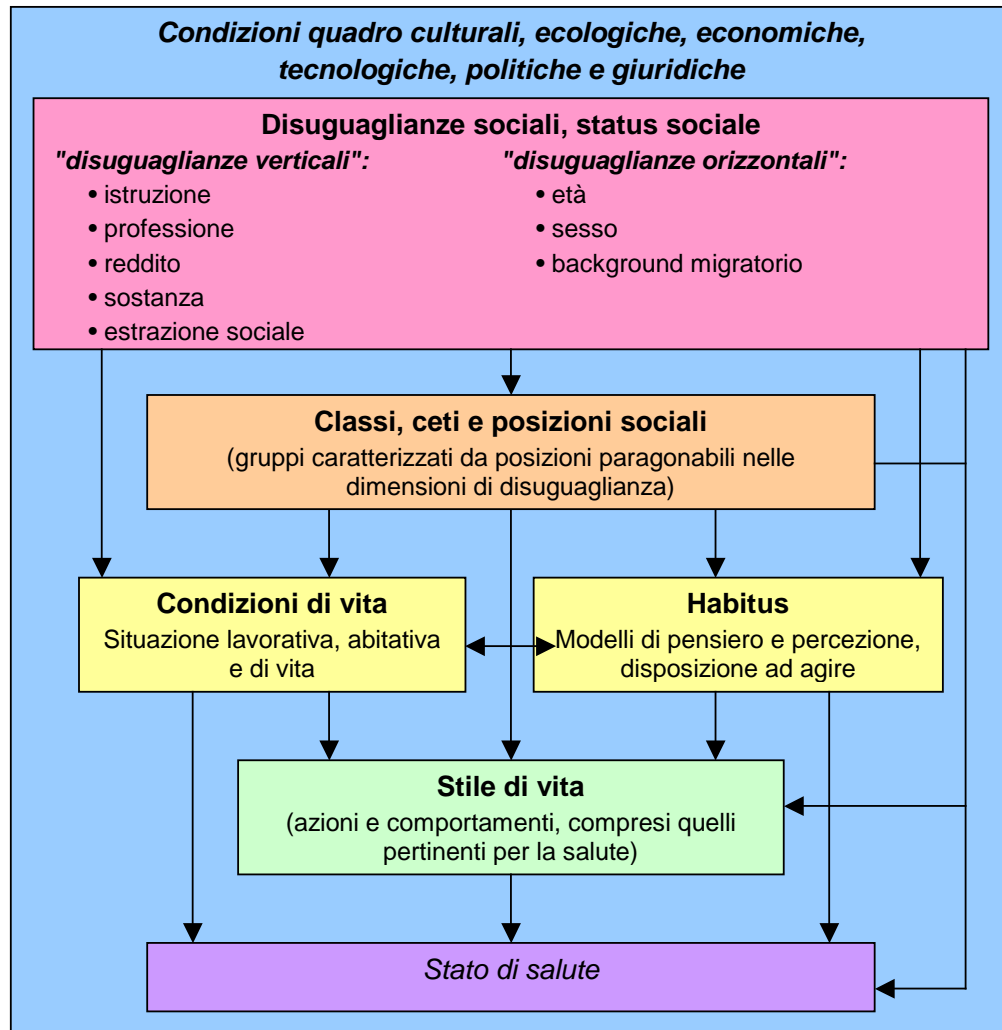 Condizioni quadro culturali, ecologiche, economiche,
tecnologiche, politiche e giuridiche
Disuguaglianze sociali, status sociale
"disuguaglianze verticali":
• istruzione
• professione
• reddito
• sostanza
• estrazione sociale
"disuguaglianze orizzontali":
• età
• sesso
• background migratorio
Classi, ceti e posizioni sociali
(gruppi caratterizzati da posizioni paragonabili nelle
dimensioni di disuguaglianza)
Condizioni di vita
Situazione lavorativa, abitativa
e di vita
Habitus
Modelli di pensiero e percezione,
disposizione ad agire
Stile di vita
(azioni e comportamenti, compresi quelli
pertinenti per la salute)
Stato di salute